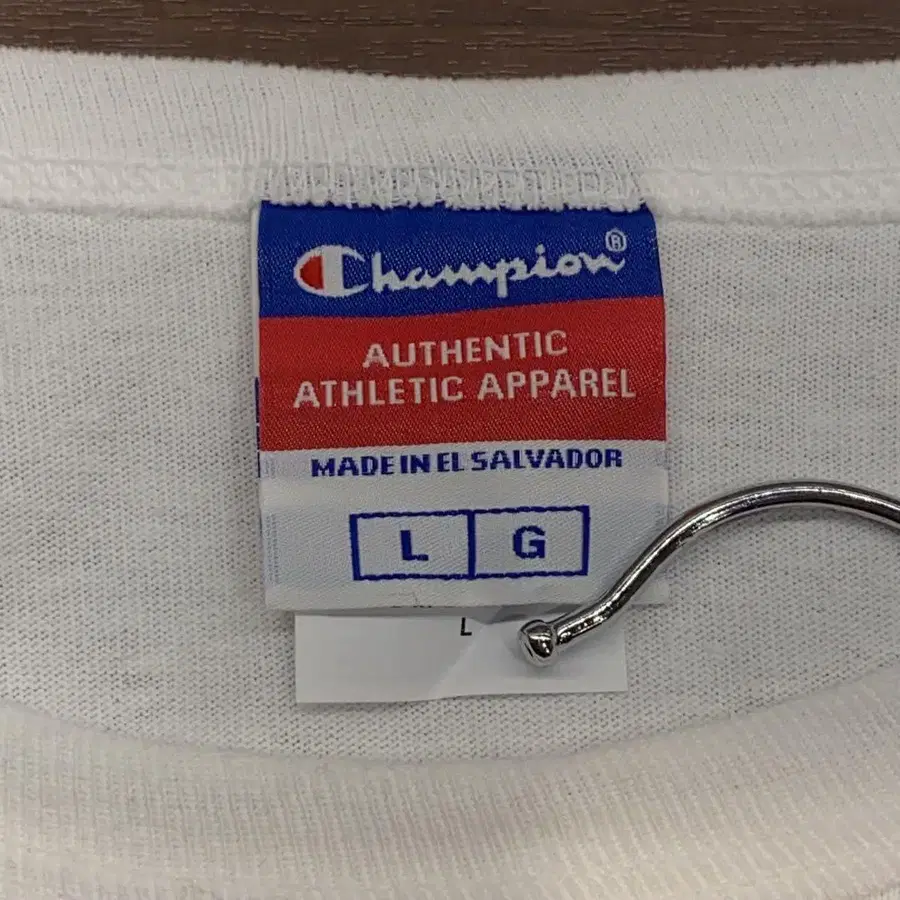 Champion®
AUTHENTIC
ATHLETIC APPAREL
MADE IN EL SALVADOR
L G
L